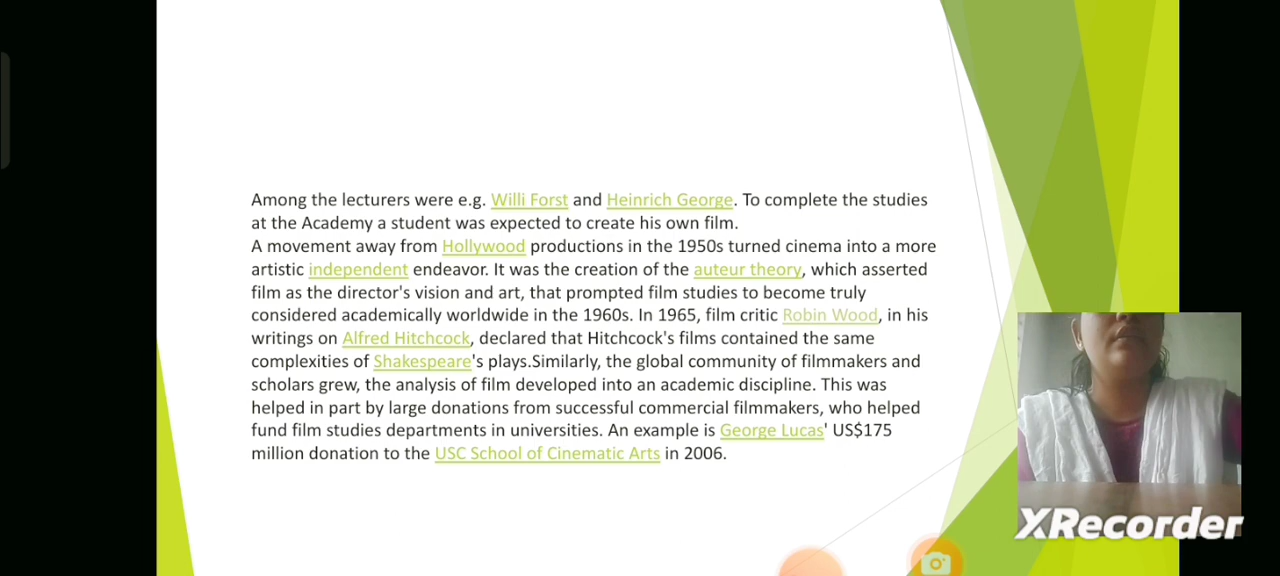 Among the lecturers were e.g. Willi Forst and Heinrich George. To complete the studies
at the Academy a student was expected to create his own film.
A movement away from Hollywood productions in the 1950s turned cinema into a more
artistic independent endeavor. It was the creation of the auteur theory, which asserted
film as the director's vision and art, that prompted film studies to become truly
considered academically worldwide in the 1960s. In 1965, film critic Robin Wood, in his
writings on Alfred Hitchcock, declared that Hitchcock's films contained the same
complexities of Shakespeare's plays.Similarly, the global community of filmmakers and
scholars grew, the analysis of film developed into an academic discipline. This was
helped in part by large donations from successful commercial filmmakers, who helped
fund film studies departments in universities. An example is George Lucas' US$175
million donation to the USC School of Cinematic Arts in 2006.
XRecorder